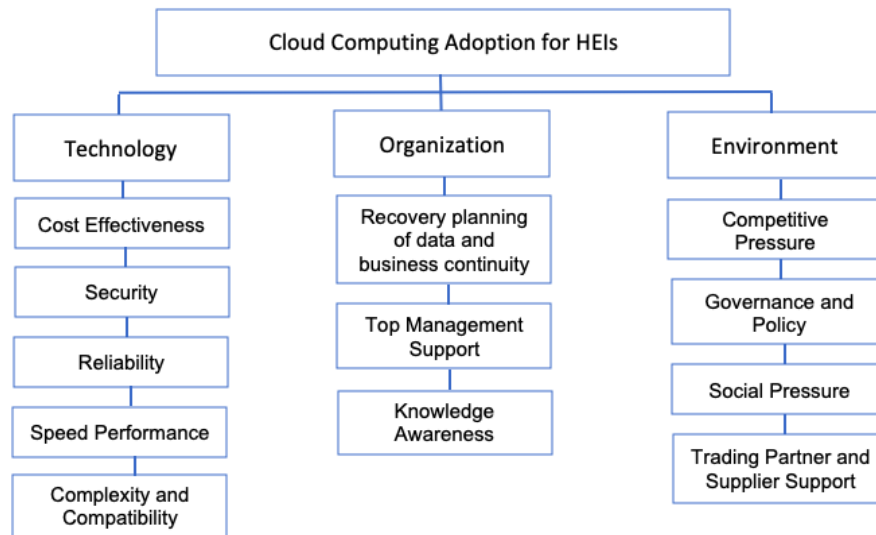 Cloud Computing Adoption for HEIs
Technology
Cost Effectiveness
Security
Reliability
Speed Performance
Complexity and
Compatibility
Organization
Recovery planning
of data and
business continuity
Top Management
Support
Knowledge
Awareness
Environment
Competitive
Pressure
Governance and
Policy
Social Pressure
Trading Partner and
Supplier Support